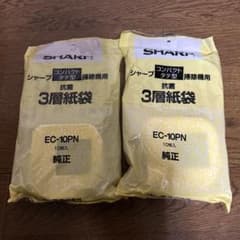 SHARP
シャープ コンパクトタテ型 掃除機用
抗菌
3層紙袋
EC-10PN
10枚入
純正
SHARP
シャープ コンパクトタテ型 掃除機用
抗菌
3層紙袋
EC-10PN
10枚入
純正